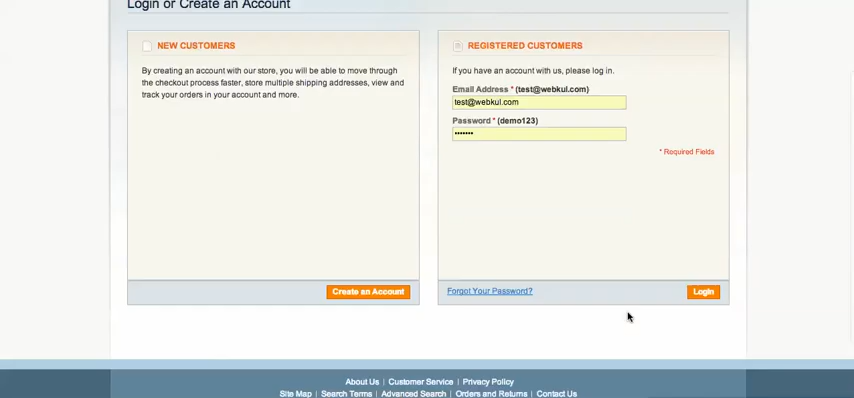 Login or Create an Account
NEW CUSTOMERS
By creating an account with our store, you will be able to move through
the checkout process faster, store multiple shipping addresses, view and
track your orders in your account and more.
Create an Account
REGISTERED CUSTOMERS
If you have an account with us, please log in.
Email Address * (test@webkul.com)
test@webkul.com
Password * (demo123)
•••••••
* Required Fields
Forgot Your Password?
Login
About Us | Customer Service | Privacy Policy
Site Map | Search Terms | Advanced Search | Orders and Returns | Contact Us